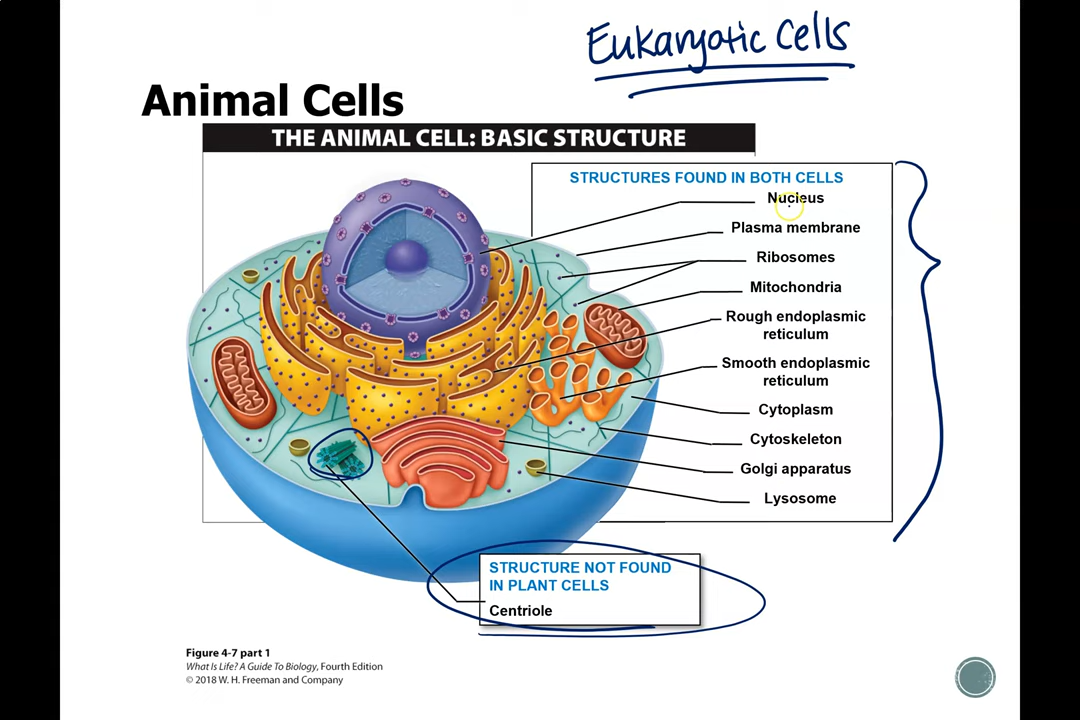 Eukaryotic Cells
Animal Cells
THE ANIMAL CELL: BASIC STRUCTURE
STRUCTURES FOUND IN BOTH CELLS
Nucleus
Plasma membrane
Ribosomes
Mitochondria
Rough endoplasmic
reticulum
Smooth endoplasmic
reticulum
Cytoplasm
Cytoskeleton
Golgi apparatus
Lysosome
STRUCTURE NOT FOUND
IN PLANT CELLS
Centriole
Figure 4-7 part 1
What Is Life? A Guide To Biology, Fourth Edition
© 2018 W. H. Freeman and Company